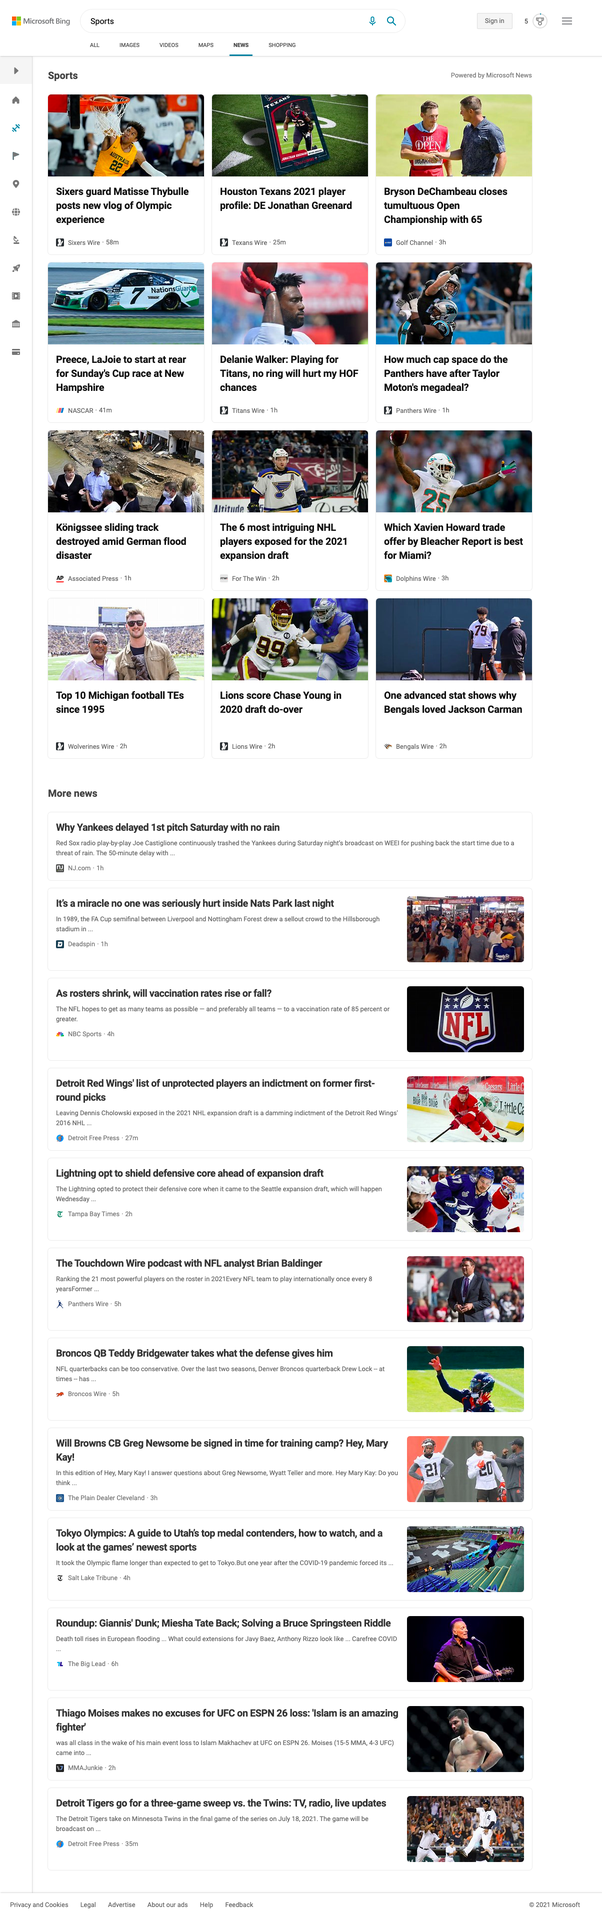 Microsoft Bing
Sports
Sign in
5
ALL
IMAGES
VIDEOS
MAPS
NEWS
SHOPPING
Sports
Powered by Microsoft News
Sixers guard Matisse Thybulle
posts new vlog of Olympic
experience
Sixers Wire · 58m
Houston Texans 2021 player
profile: DE Jonathan Greenard
Texans Wire · 25m
Bryson DeChambeau closes
tumultuous Open
Championship with 65
Golf Channel · 3h
Preece, LaJoie to start at rear
for Sunday's Cup race at New
Hampshire
NASCAR · 41m
Delanie Walker: Playing for
Titans, no ring will hurt my HOF
chances
Titans Wire · 1h
How much cap space do the
Panthers have after Taylor
Moton's megadeal?
Panthers Wire · 1h
Königssee sliding track
destroyed amid German flood
disaster
Associated Press · 1h
The 6 most intriguing NHL
players exposed for the 2021
expansion draft
For The Win · 2h
Which Xavien Howard trade
offer by Bleacher Report is best
for Miami?
Dolphins Wire · 3h
Top 10 Michigan football TEs
since 1995
Wolverines Wire · 2h
Lions score Chase Young in
2020 draft do-over
Lions Wire · 2h
One advanced stat shows why
Bengals loved Jackson Carman
Bengals Wire · 2h
More news
Why Yankees delayed 1st pitch Saturday with no rain
Red Sox radio play-by-play Joe Castiglione continuously trashed the Yankees during Saturday night's broadcast on WEEI for pushing back the start time due to a
threat of rain. The 50-minute delay with ...
NJ.com · 1h
It's a miracle no one was seriously hurt inside Nats Park last night
In 1989, the FA Cup semifinal between Liverpool and Nottingham Forest drew a sellout crowd to the Hillsborough
stadium in ...
Deadspin · 1h
As rosters shrink, will vaccination rates rise or fall?
The NFL hopes to get as many teams as possible — and preferably all teams — to a vaccination rate of 85 percent or
greater.
NBC Sports · 4h
Detroit Red Wings' list of unprotected players an indictment on former first-
round picks
Leaving Dennis Cholowski exposed in the 2021 NHL expansion draft is a damning indictment of the Detroit Red Wings'
2016 NHL ...
Detroit Free Press · 27m
Lightning opt to shield defensive core ahead of expansion draft
The Lightning opted to protect their defensive core when it came to the Seattle expansion draft, which will happen
Wednesday ...
Tampa Bay Times · 2h
The Touchdown Wire podcast with NFL analyst Brian Baldinger
Ranking the 21 most powerful players on the roster in 2021Every NFL team to play internationally once every 8
yearsFormer ...
Panthers Wire · 5h
Broncos QB Teddy Bridgewater takes what the defense gives him
NFL quarterbacks can be too conservative. Over the last two seasons, Denver Broncos quarterback Drew Lock – at
times – has ...
Broncos Wire · 5h
Will Browns CB Greg Newsome be signed in time for training camp? Hey, Mary
Kay!
In this edition of Hey, Mary Kay! I answer questions about Greg Newsome, Wyatt Teller and more. Hey Mary Kay: Do you
think ...
The Plain Dealer Cleveland · 3h
Tokyo Olympics: A guide to Utah's top medal contenders, how to watch, and a
look at the games' newest sports
It took the Olympic flame longer than expected to get to Tokyo.But one year after the COVID-19 pandemic forced its ...
Salt Lake Tribune · 4h
Roundup: Giannis' Dunk; Miesha Tate Back; Solving a Bruce Springsteen Riddle
Death toll rises in European flooding ... What could extensions for Javy Baez, Anthony Rizzo look like ... Carefree COVID
...
The Big Lead · 6h
Thiago Moises makes no excuses for UFC on ESPN 26 loss: 'Islam is an amazing
fighter'
was all class in the wake of his main event loss to Islam Makhachev at UFC on ESPN 26. Moises (15-5 MMA, 4-3 UFC)
came into ...
MMAJunkie · 2h
Detroit Tigers go for a three-game sweep vs. the Twins: TV, radio, live updates
The Detroit Tigers take on Minnesota Twins in the final game of the series on July 18, 2021. The game will be
broadcast on ...
Detroit Free Press · 35m
Privacy and Cookies
Legal
Advertise
About our ads
Help
Feedback
© 2021 Microsoft